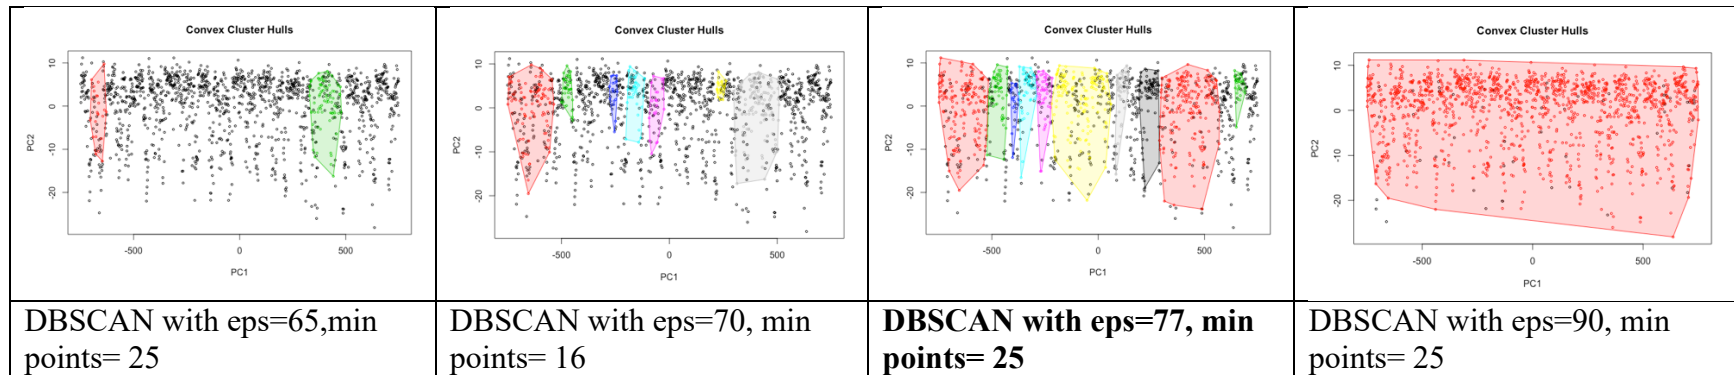 Convex Cluster Hulls
10
0
-10
-20
PC2
-500
0
500
PC1
Convex Cluster Hulls
10
0
-10
-20
PC2
-500
0
500
PC1
Convex Cluster Hulls
10
0
-10
-20
PC2
-500
0
500
PC1
Convex Cluster Hulls
10
0
-10
-20
PC2
-500
0
500
PC1
DBSCAN with eps=65,min
points= 25
DBSCAN with eps=70, min
points= 16
DBSCAN with eps=77, min
points= 25
DBSCAN with eps=90, min
points= 25